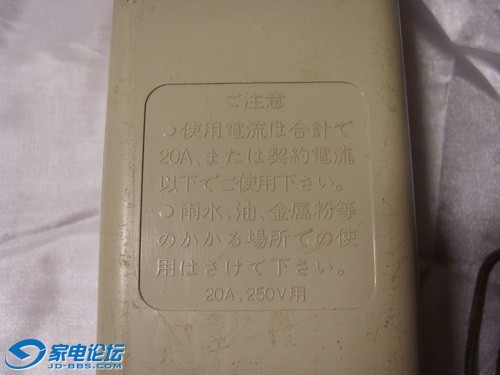 ご注意
○使用電流は合計で
20A、または契約電流
以下でご使用下さい。
○雨水、油、金属粉等
のかかる場所での使
用はさけて下さい。
20A、250V用
家电论坛
JD-BBS.COM